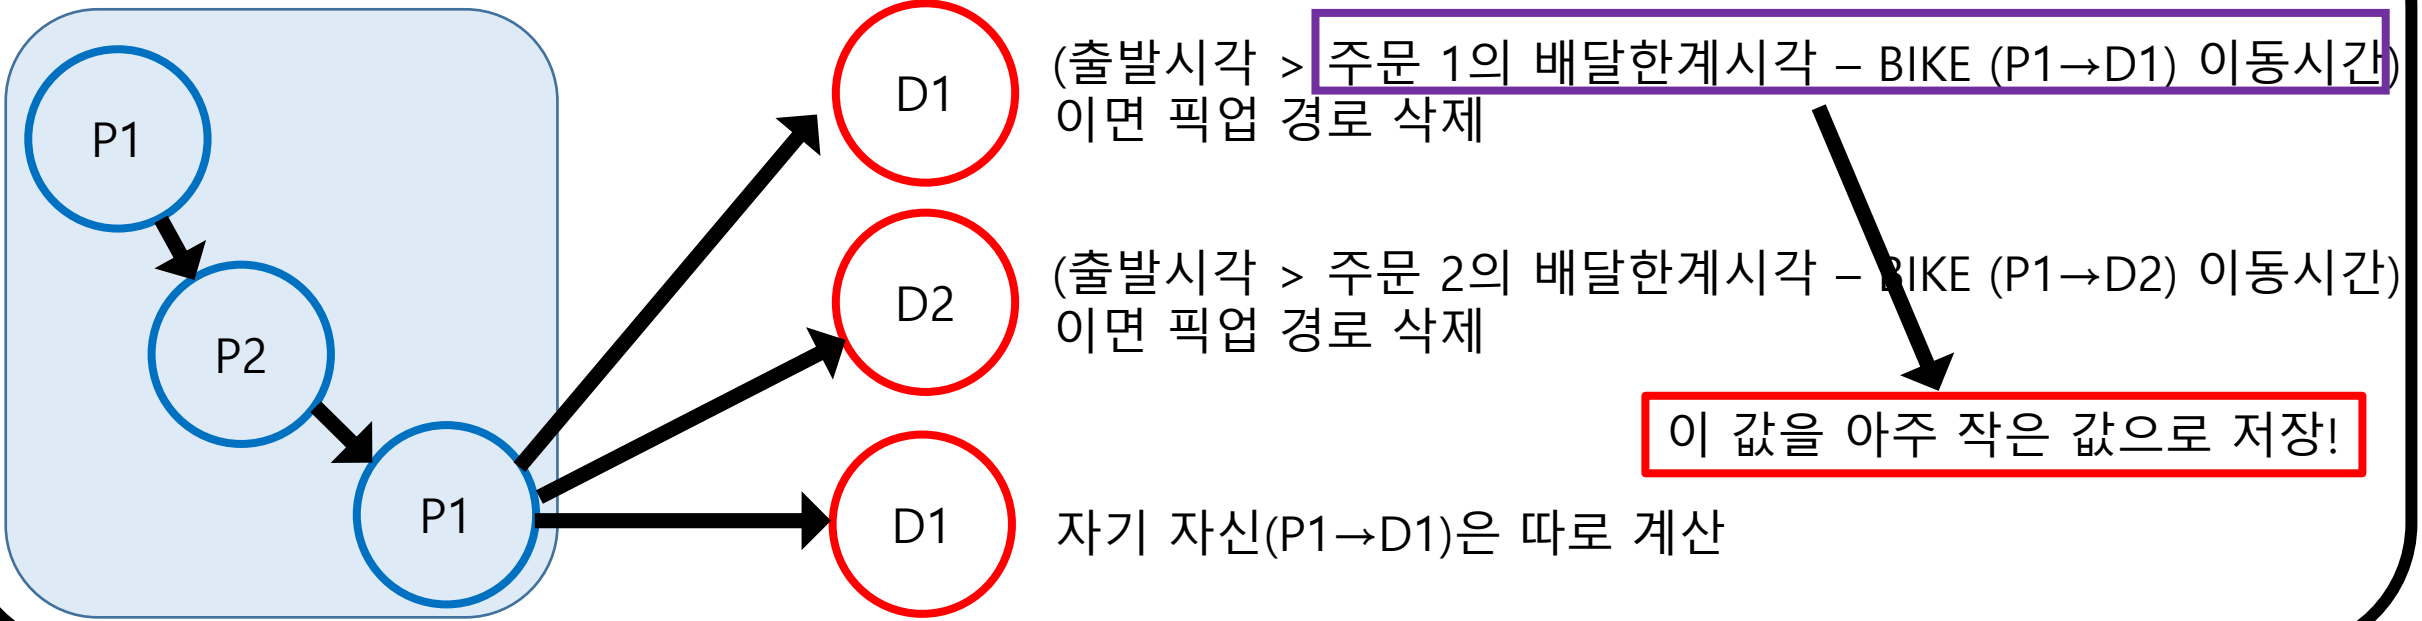 P1
P2
P1
D1
(출발시각 > 주문 1의 배달한계시각 – BIKE (P1→D1) 이동시간)
이면 픽업 경로 삭제
D2
(출발시각 > 주문 2의 배달한계시각 – BIKE (P1→D2) 이동시간)
이면 픽업 경로 삭제
이 값을 아주 작은 값으로 저장!
D1
자기 자신(P1→D1)은 따로 계산